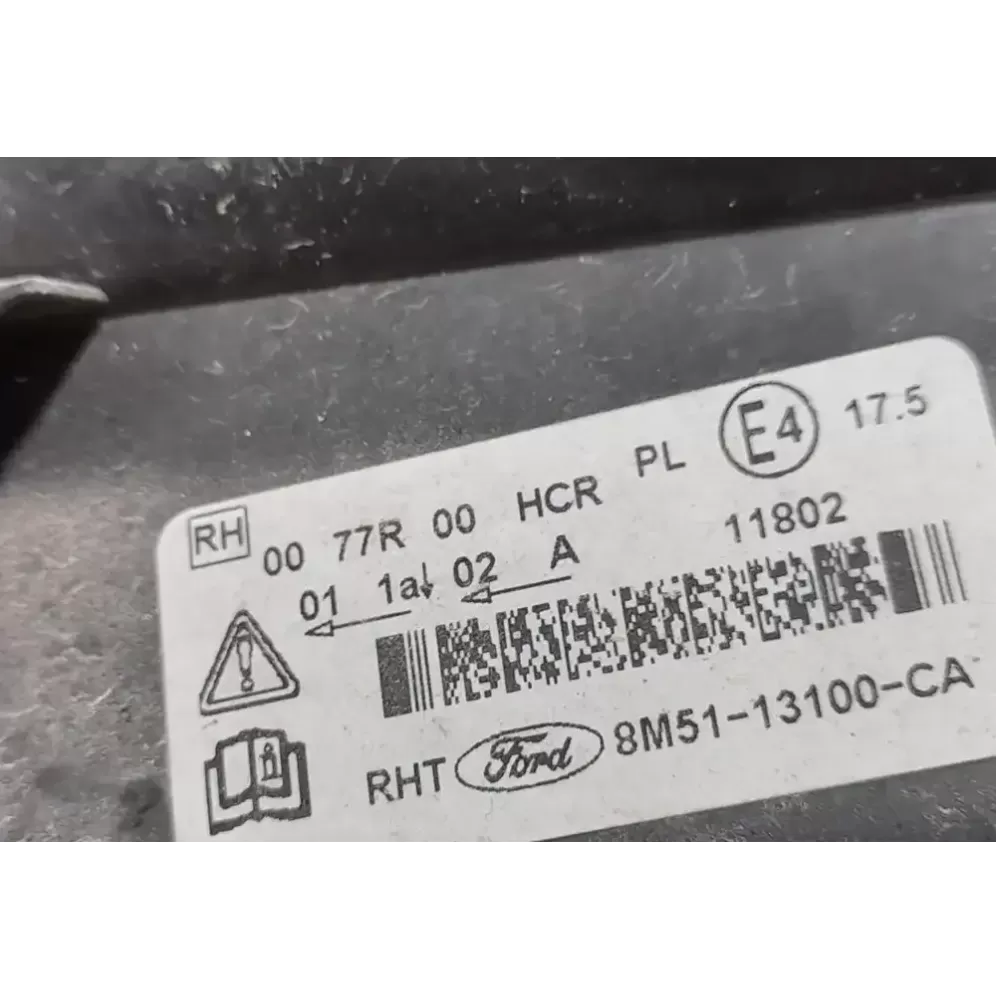 RH 00 77R 00 HCR PL E4 17.5
01 1a↓ 02 A 11802
RHT Ford 8M51-13100-CA